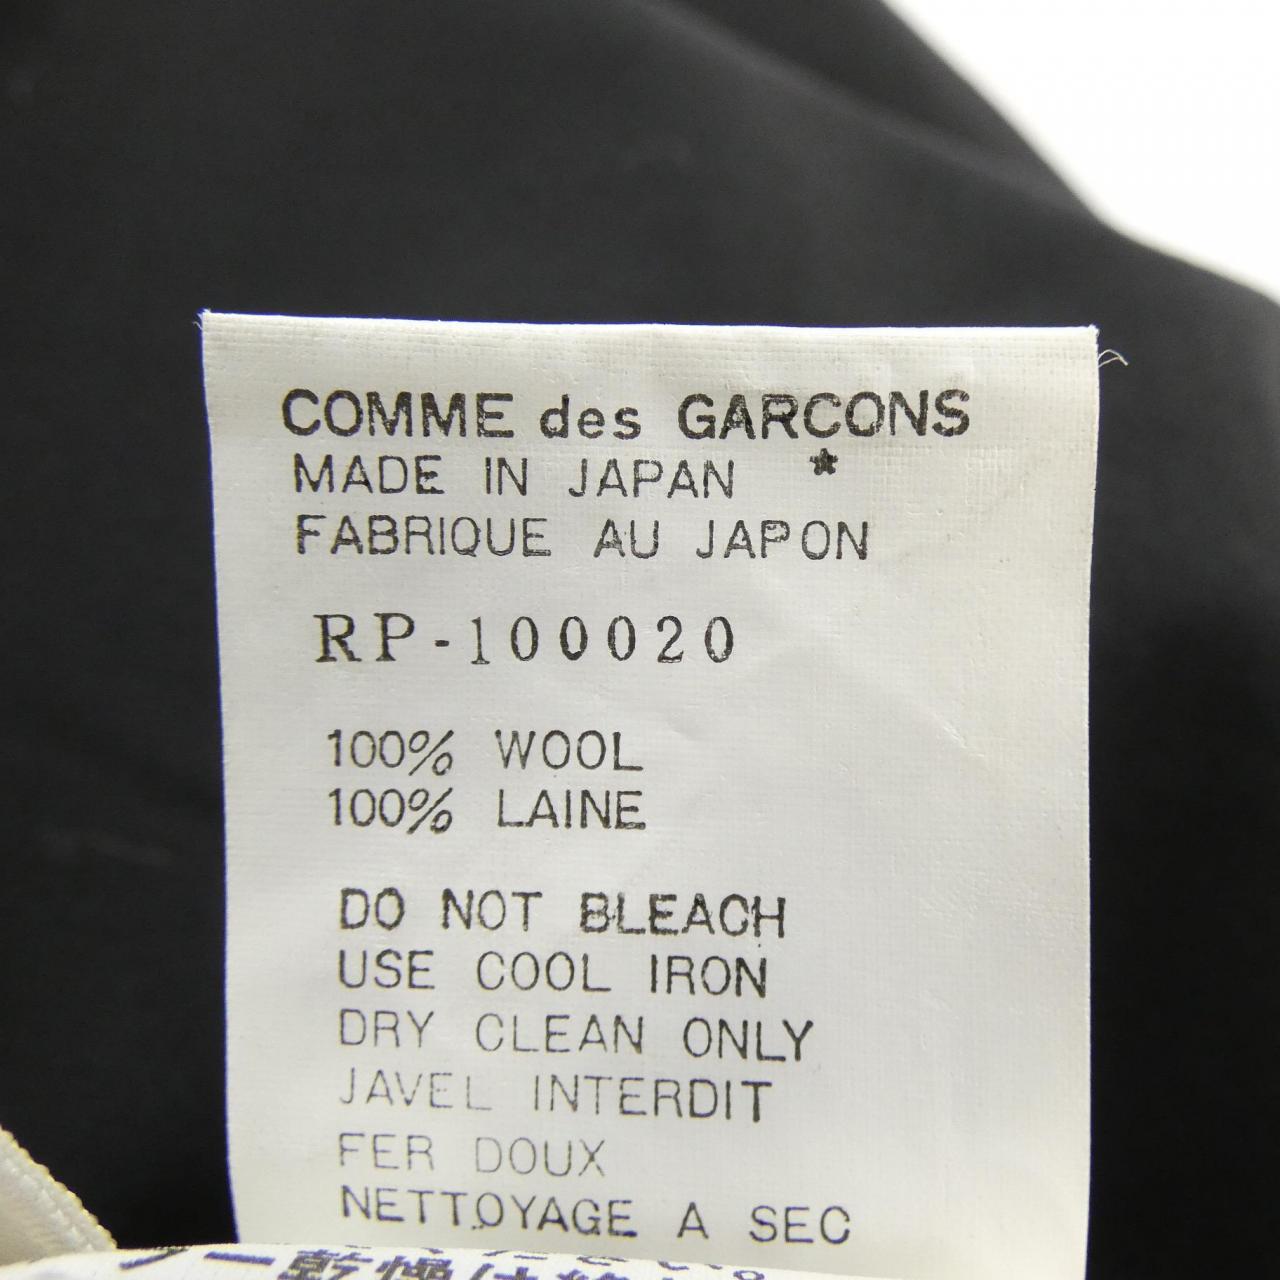 COMME des GARCONS
MADE IN JAPAN ★
FABRIQUE AU JAPON
RP-100020
100% WOOL
100% LAINE
DO NOT BLEACH
USE COOL IRON
DRY CLEAN ONLY
JAVEL INTERDIT
FER DOUX
NETTOYAGE A SEC